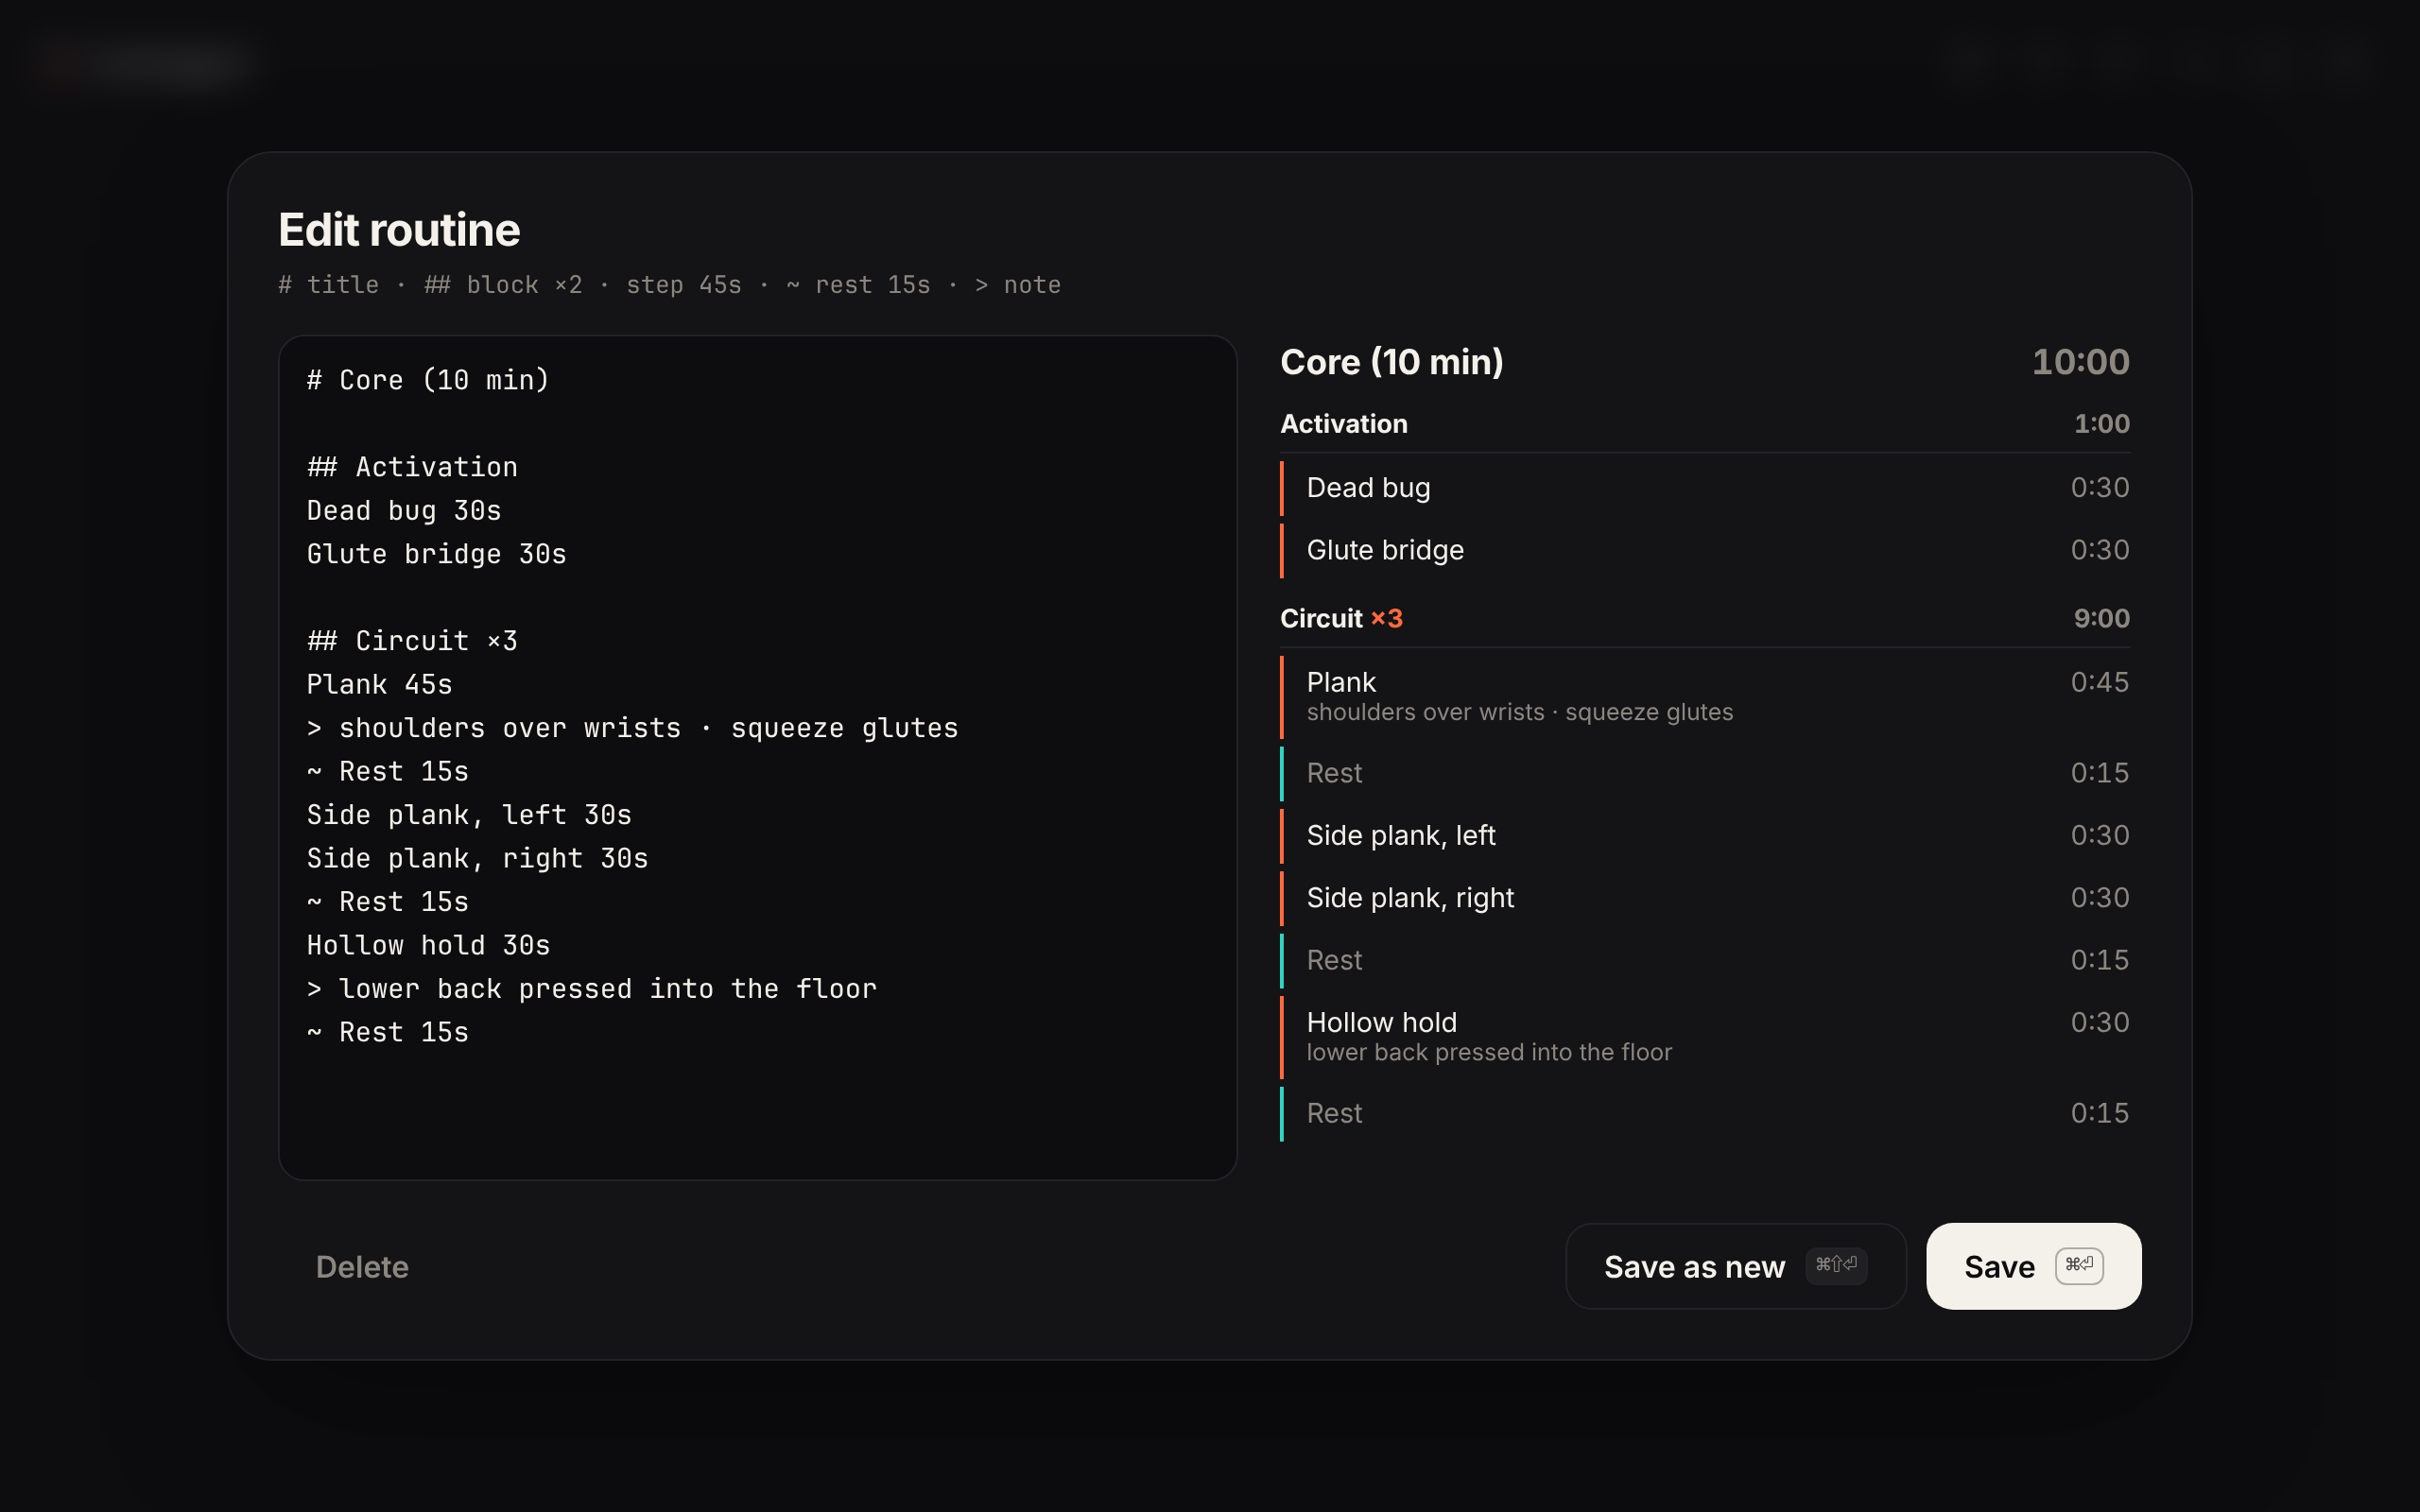 Edit routine
# title · ## block ×2 · step 45s · ~ rest 15s · > note
# Core (10 min)
## Activation
Dead bug 30s
Glute bridge 30s
## Circuit ×3
Plank 45s
> shoulders over wrists · squeeze glutes
~ Rest 15s
Side plank, left 30s
Side plank, right 30s
~ Rest 15s
Hollow hold 30s
> lower back pressed into the floor
~ Rest 15s
Core (10 min) 10:00
Activation 1:00
Dead bug 0:30
Glute bridge 0:30
Circuit ×3 9:00
Plank 0:45
shoulders over wrists · squeeze glutes
Rest 0:15
Side plank, left 0:30
Side plank, right 0:30
Rest 0:15
Hollow hold 0:30
lower back pressed into the floor
Rest 0:15
Delete
Save as new ⌘⇧⏎
Save ⌘⏎